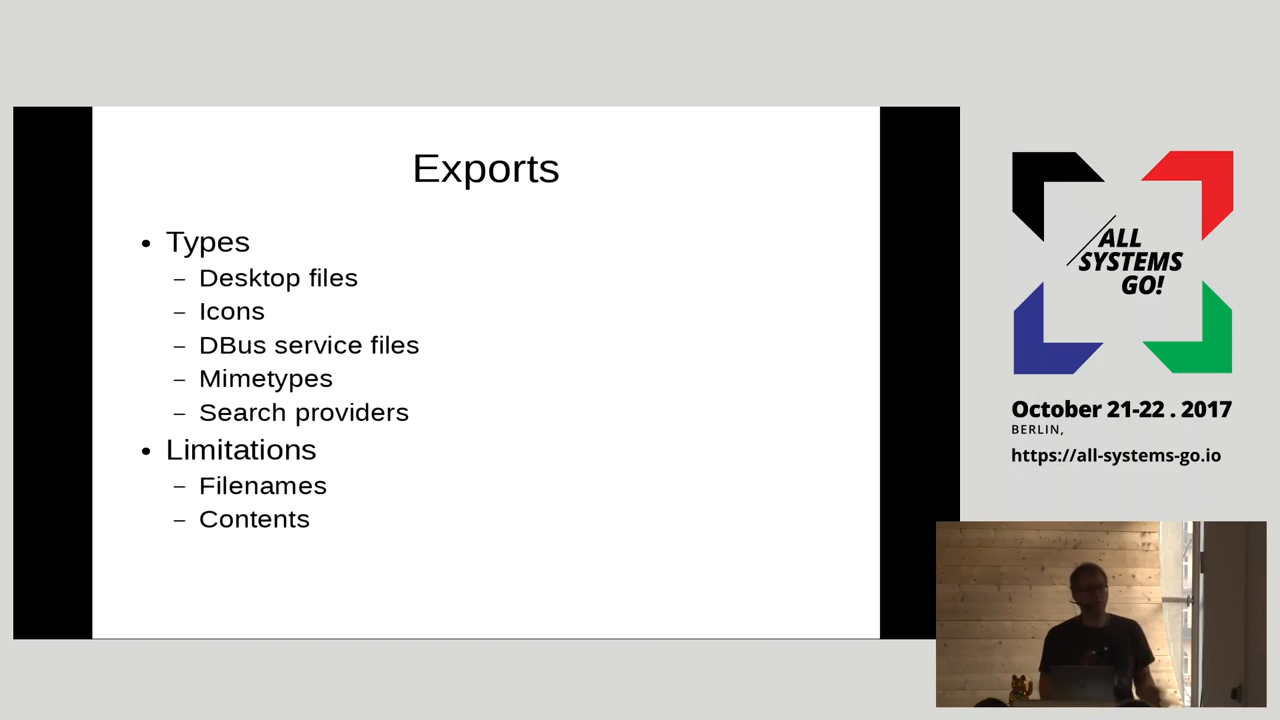 Exports
• Types
– Desktop files
– Icons
– DBus service files
– Mimetypes
– Search providers
• Limitations
– Filenames
– Contents
ALL
SYSTEMS
GO!
October 21-22 . 2017
BERLIN,
https://all-systems-go.io